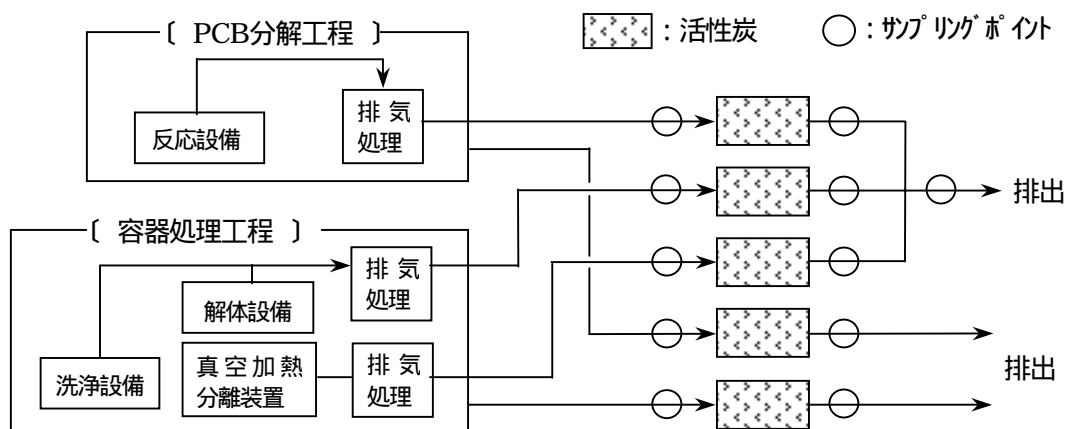 〔 PCB分解工程 〕
:活性炭
:サンプリングポイント
排気
処理
反応設備
排出
〔 容器処理工程 〕
排気
処理
解体設備
真空加熱
分離装置
排気
処理
洗浄設備
排出